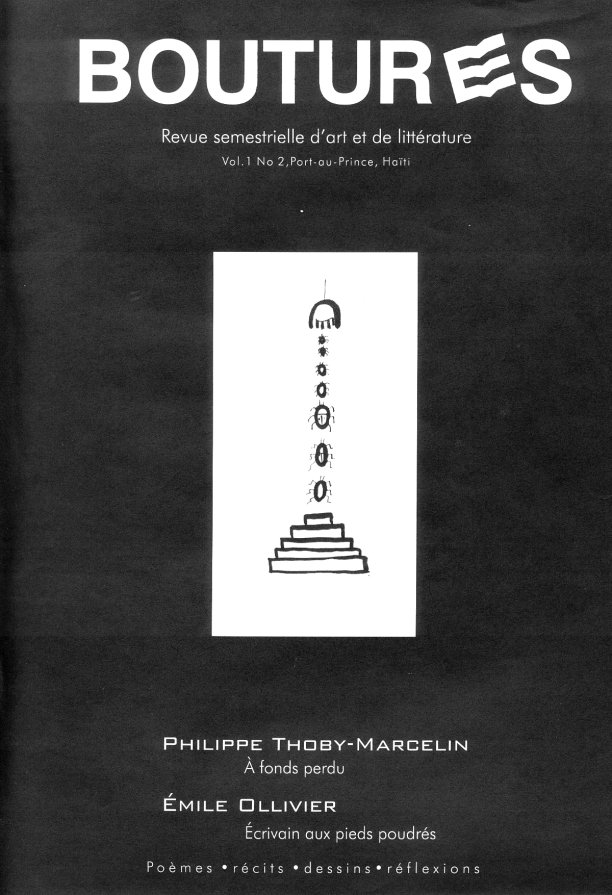 BOUTURES
Revue semestrielle d'art et de littérature
Vol.1 No 2,Port-au-Prince, Haïti
PHILIPPE THOBY-MARCELIN
À fonds perdu
ÉMILE OLLIVIER
Écrivain aux pieds poudrés
Poèmes • récits • dessins • réflexions